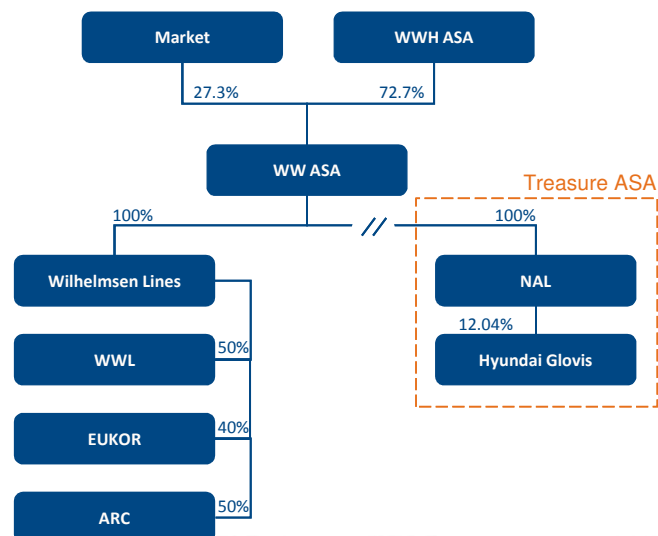 Market
WWH ASA
27.3%
72.7%
WW ASA
Treasure ASA
100%
100%
Wilhelmsen Lines
NAL
12.04%
WWL
50%
Hyundai Glovis
EUKOR
40%
ARC
50%